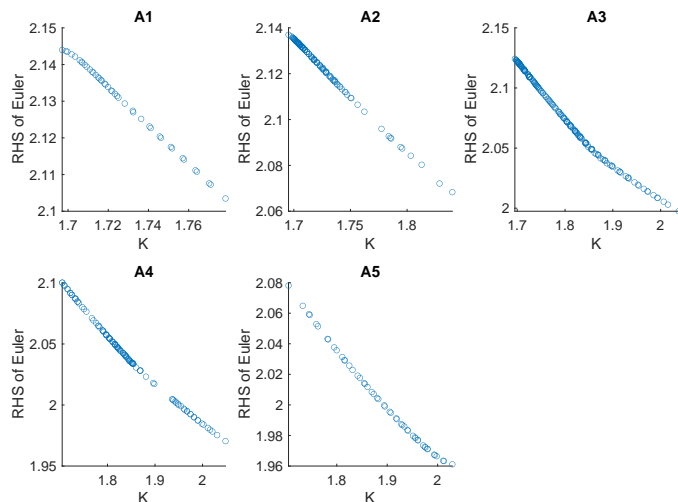 A1
2.15
2.14
2.13
2.12
2.11
2.1
RHS of Euler
1.7 1.72 1.74 1.76
K
A2
2.14
2.12
2.1
2.08
2.06
RHS of Euler
1.7 1.75 1.8
K
A3
2.15
2.1
2.05
2
RHS of Euler
1.7 1.8 1.9 2
K
A4
2.1
2.05
2
1.95
RHS of Euler
1.8 1.9 2
K
A5
2.08
2.06
2.04
2.02
2
1.98
1.96
RHS of Euler
1.8 1.9 2
K